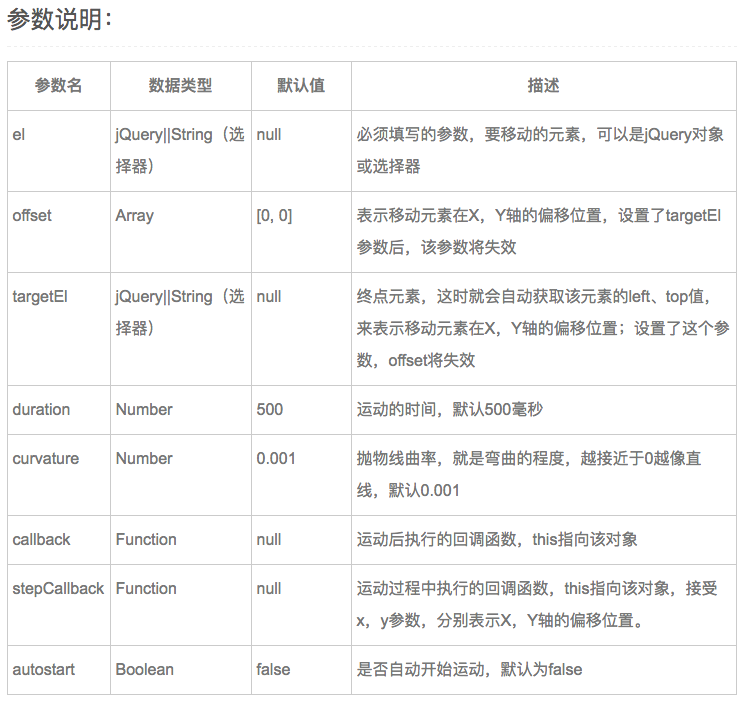 参数说明：
参数名 数据类型 默认值 描述
el jQuery||String（选 null 必须填写的参数，要移动的元素，可以是jQuery对象
择器） 或选择器
offset Array [0, 0] 表示移动元素在X，Y轴的偏移位置，设置了targetEl
参数后，该参数将失效
targetEl jQuery||String（选 null 终点元素，这时就会自动获取该元素的left、top值，
择器） 来表示移动元素在X，Y轴的偏移位置；设置了这个参
数，offset将失效
duration Number 500 运动的时间，默认500毫秒
curvature Number 0.001 抛物线曲率，就是弯曲的程度，越接近于0越像直
线，默认0.001
callback Function null 运动后执行的回调函数，this指向该对象
stepCallback Function null 运动过程中执行的回调函数，this指向该对象，接受
x，y参数，分别表示X，Y轴的偏移位置。
autostart Boolean false 是否自动开始运动，默认为false